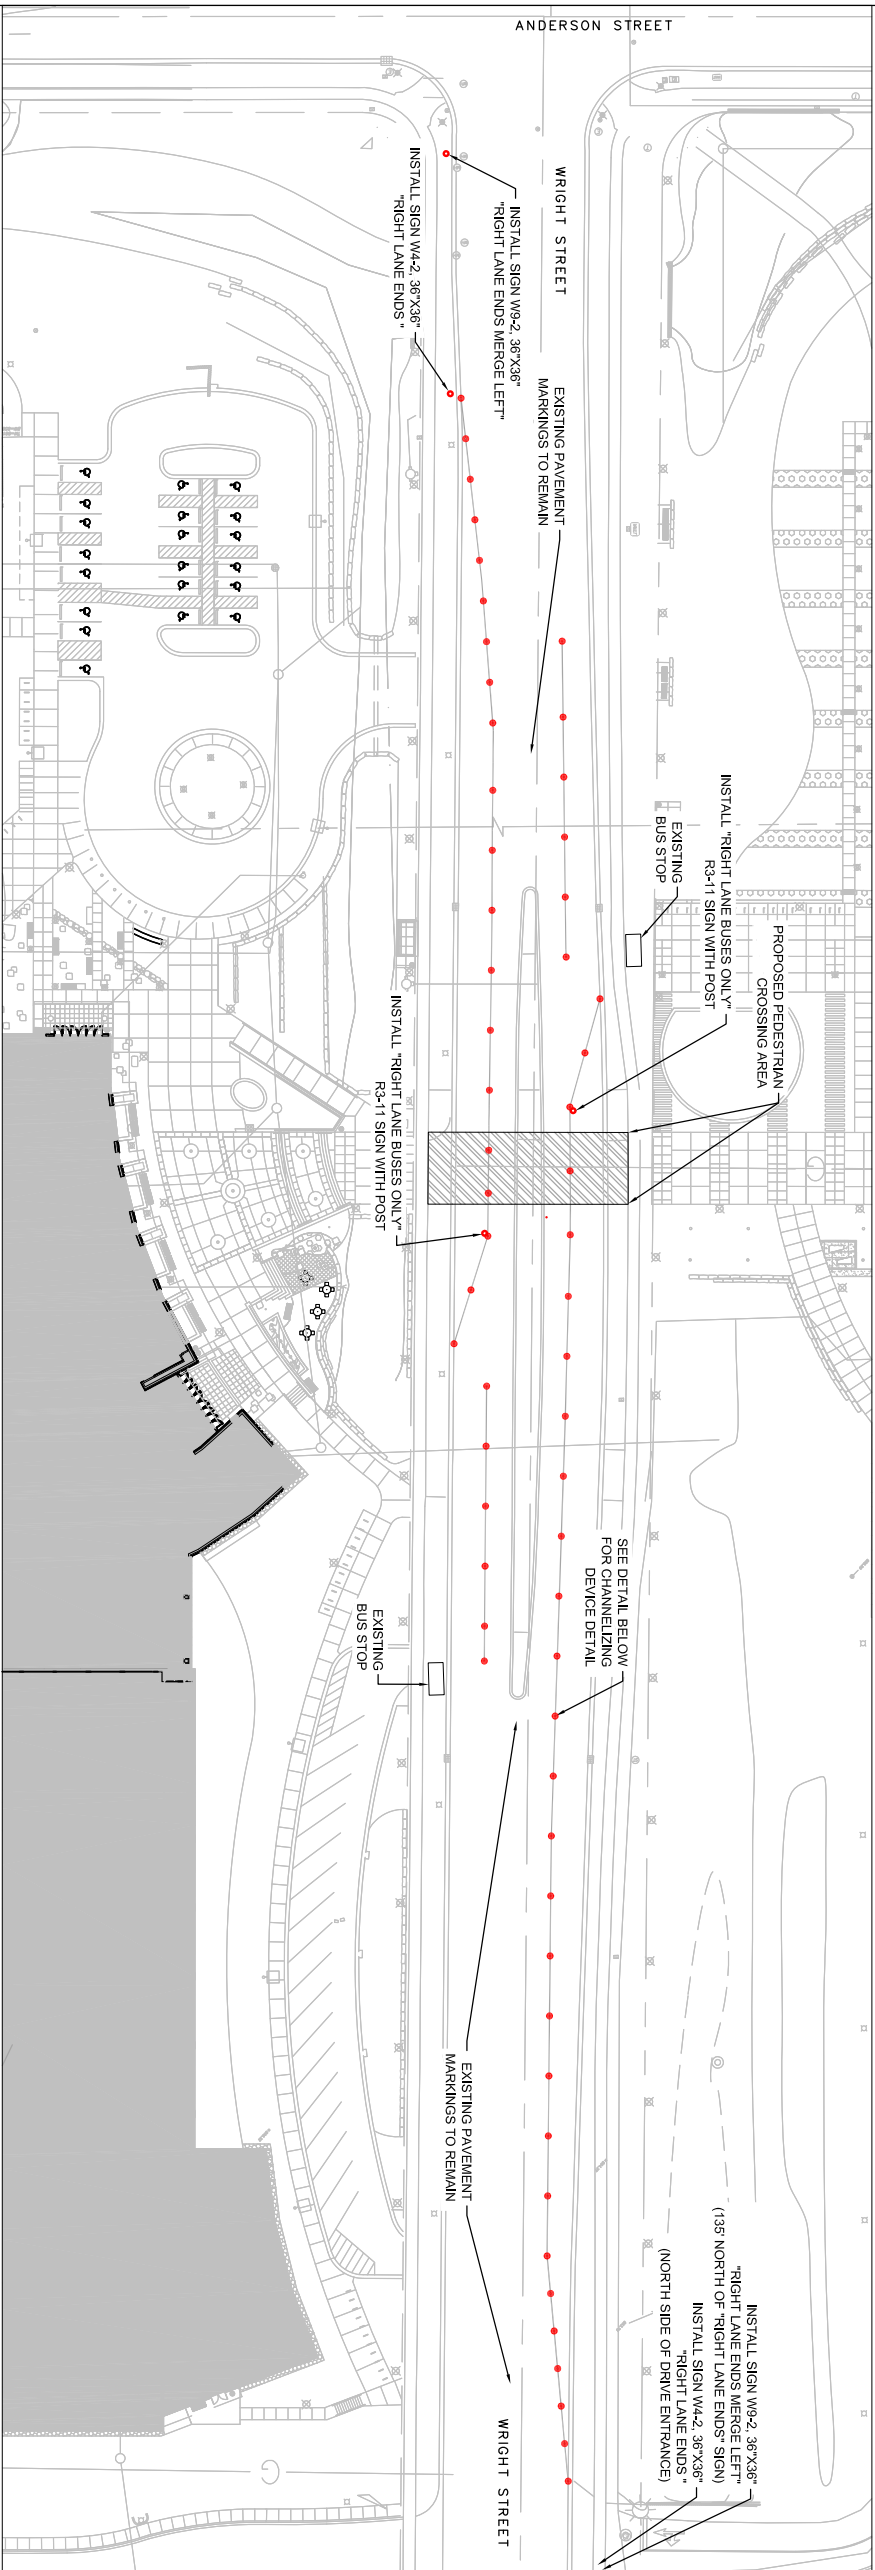 ANDERSON STREET
WRIGHT STREET
INSTALL SIGN W9-2, 36"X36"
"RIGHT LANE ENDS MERGE LEFT"
INSTALL SIGN W4-2, 36"X36"
"RIGHT LANE ENDS "
EXISTING PAVEMENT
MARKINGS TO REMAIN
EXISTING
BUS STOP
INSTALL "RIGHT LANE BUSES ONLY"
R3-11 SIGN WITH POST
PROPOSED PEDESTRIAN
CROSSING AREA
INSTALL "RIGHT LANE BUSES ONLY"
R3-11 SIGN WITH POST
SEE DETAIL BELOW
FOR CHANNELIZING
DEVICE DETAIL
EXISTING
BUS STOP
EXISTING PAVEMENT
MARKINGS TO REMAIN
INSTALL SIGN W9-2, 36"X36"
"RIGHT LANE ENDS MERGE LEFT"
(135' NORTH OF "RIGHT LANE ENDS" SIGN)
INSTALL SIGN W4-2, 36"X36"
"RIGHT LANE ENDS "
(NORTH SIDE OF DRIVE ENTRANCE)
WRIGHT STREET